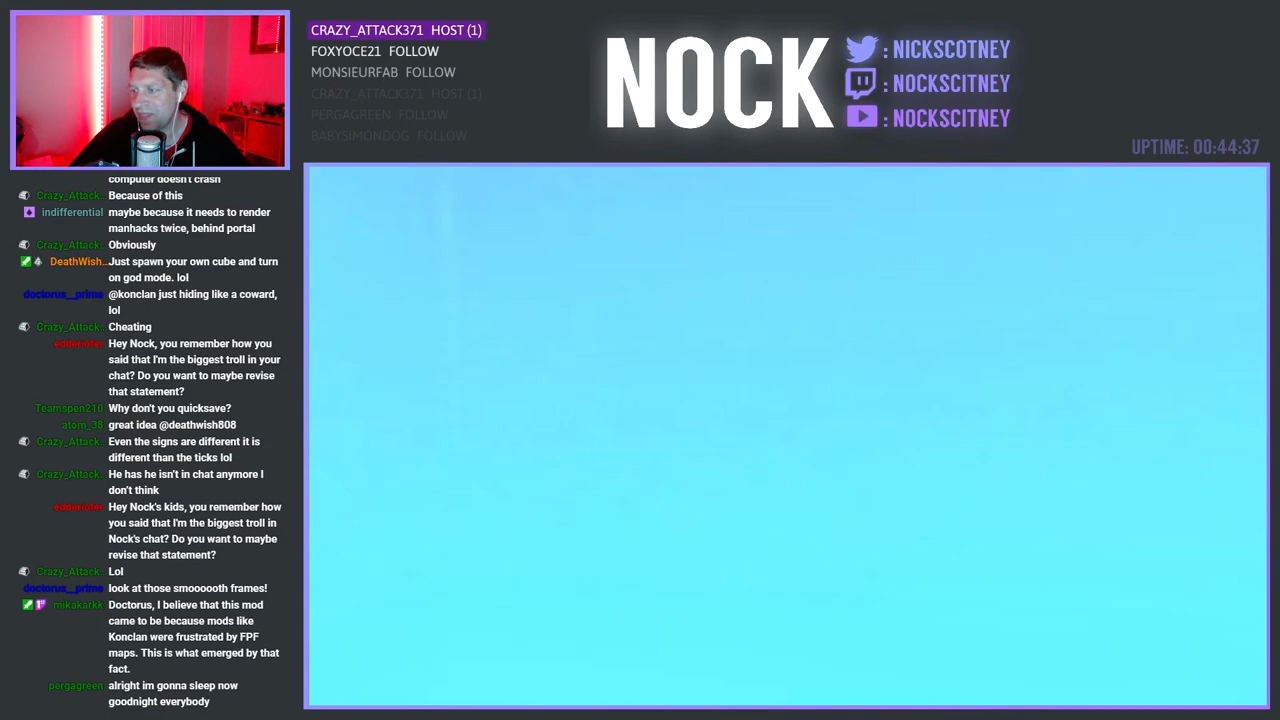 CRAZY_ATTACK371 HOST (1)
FOXYOCE21 FOLLOW
MONSIEURFAB FOLLOW
CRAZY_ATTACK371 HOST (1)
PERGAGREEN FOLLOW
BABYSIMONDOG FOLLOW
NOCK
: NICKSCOTNEY
: NOCKSCITNEY
: NOCKSCITNEY
UPTIME: 00:44:37
computer doesn't crash
Crazy_Attack.. Because of this
indifferential maybe because it needs to render
manhacks twice, behind portal
Crazy_Attack.. Obviously
DeathWish.. Just spawn your own cube and turn
on god mode. lol
doctorus__prime @konclan just hiding like a coward,
lol
Crazy_Attack.. Cheating
edderiofer Hey Nock, you remember how you
said that I'm the biggest troll in your
chat? Do you want to maybe revise
that statement?
Teamspen210 Why don't you quicksave?
atom_38 great idea @deathwish808
Crazy_Attack.. Even the signs are different it is
different than the ticks lol
Crazy_Attack.. He has he isn't in chat anymore I
don't think
edderiofer Hey Nock's kids, you remember how
you said that I'm the biggest troll in
Nock's chat? Do you want to maybe
revise that statement?
Crazy_Attack.. Lol
doctorus__prime look at those smoooooth frames!
mikakarkk Doctorus, I believe that this mod
came to be because mods like
Konclan were frustrated by FPF
maps. This is what emerged by that
fact.
pergagreen alright im gonna sleep now
goodnight everybody